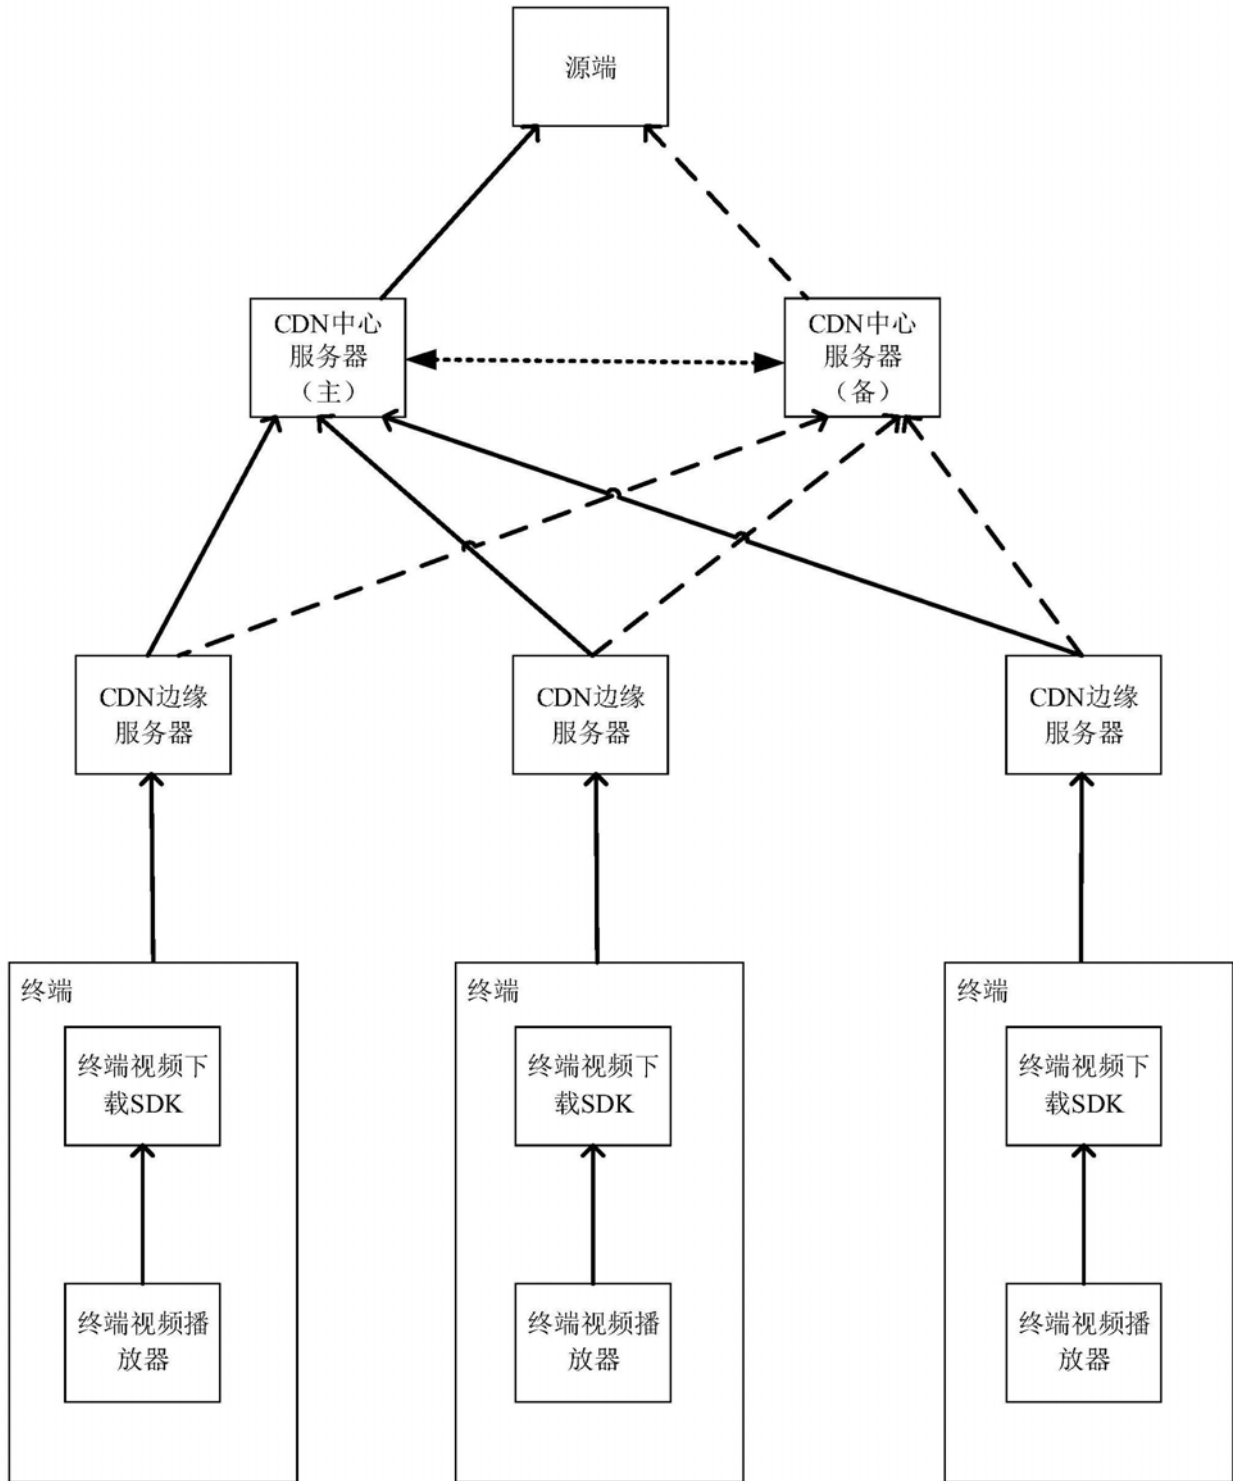 源端
CDN中心
服务器
（主）
CDN中心
服务器
（备）
CDN边缘
服务器
CDN边缘
服务器
CDN边缘
服务器
终端
终端视频下
载SDK
终端视频播
放器
终端
终端视频下
载SDK
终端视频播
放器
终端
终端视频下
载SDK
终端视频播
放器